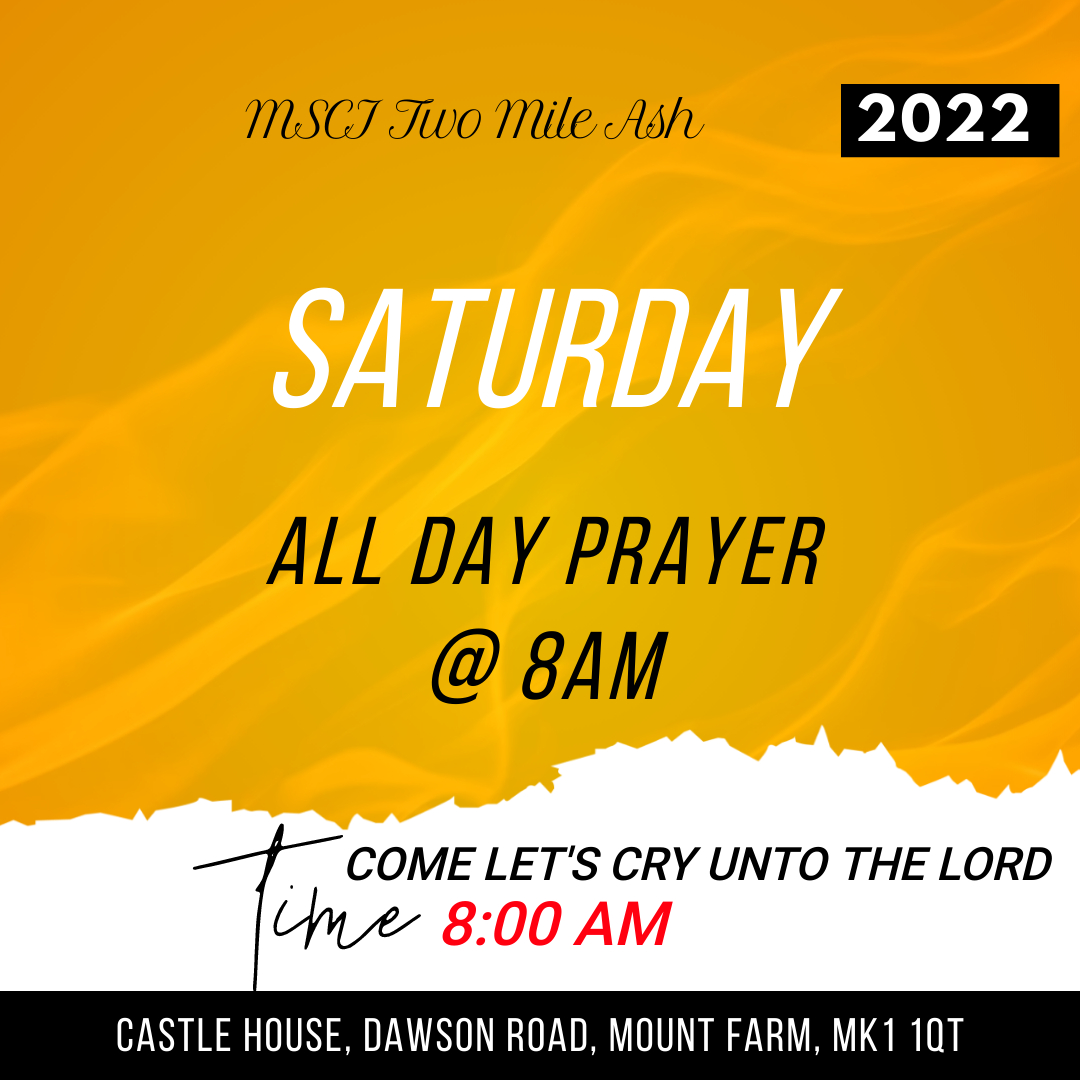 MSCI Two Mile Ash
2022
SATURDAY
ALL DAY PRAYER
@ 8AM
COME LET'S CRY UNTO THE LORD
Time 8:00 AM
CASTLE HOUSE, DAWSON ROAD, MOUNT FARM, MK1 1QT